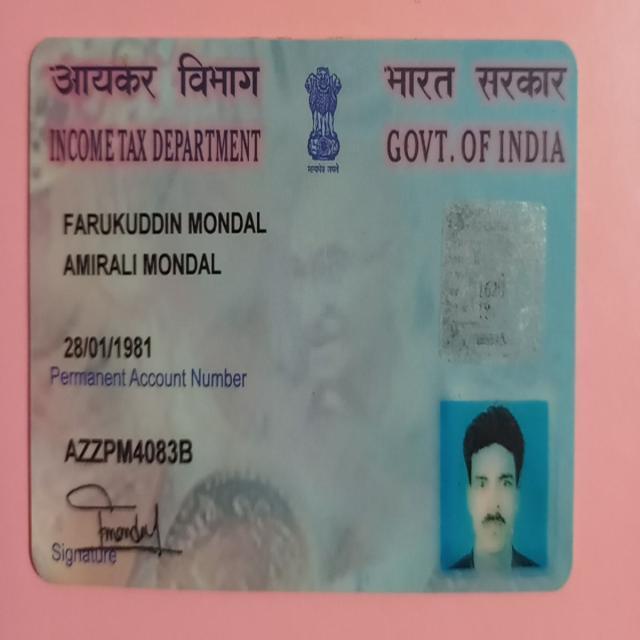 आयकर विभाग
भारत सरकार
INCOME TAX DEPARTMENT
GOVT. OF INDIA
सत्यमेव जयते
FARUKUDDIN MONDAL
AMIRALI MONDAL
28/01/1981
Permanent Account Number
AZZPM4083B
Signature